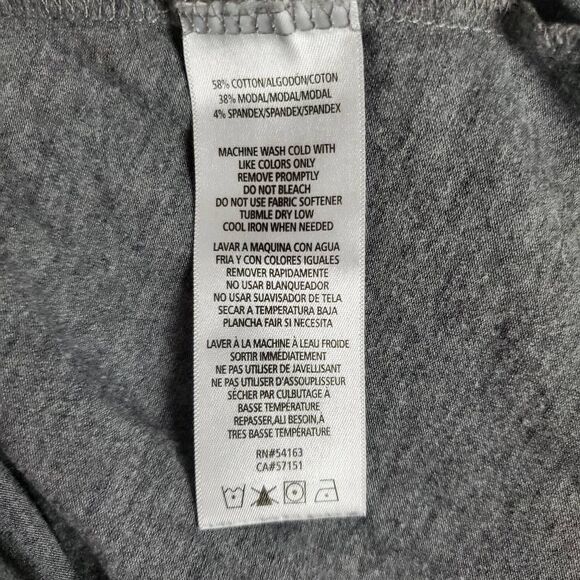 58% COTTON/ALGODÓN/COTON
38% MODAL/MODAL/MODAL
4% SPANDEX/SPANDEX/SPANDEX
MACHINE WASH COLD WITH
LIKE COLORS ONLY
REMOVE PROMPTLY
DO NOT BLEACH
DO NOT USE FABRIC SOFTENER
TUBMLE DRY LOW
COOL IRON WHEN NEEDED
LAVAR A MAQUINA CON AGUA
FRIA Y CON COLORES IGUALES
REMOVER RAPIDAMENTE
NO USAR BLANQUEADOR
NO USAR SUAVISADOR DE TELA
SECAR A TEMPERATURA BAJA
PLANCHA FAIR SI NECESITA
LAVER À LA MACHINE À LEAU FROIDE
SORTIR IMMÉDIATEMENT
NE PAS UTILISER DE JAVELLISANT
NE PAS UTILISER D'ASSOUPLISSEUR
SÉCHER PAR CULBUTAGE A
BASSE TEMPÉRATURE
REPASSER,ALI BESOIN,A
TRES BASSE TEMPÉRATURE
RN#54163
CA#57151